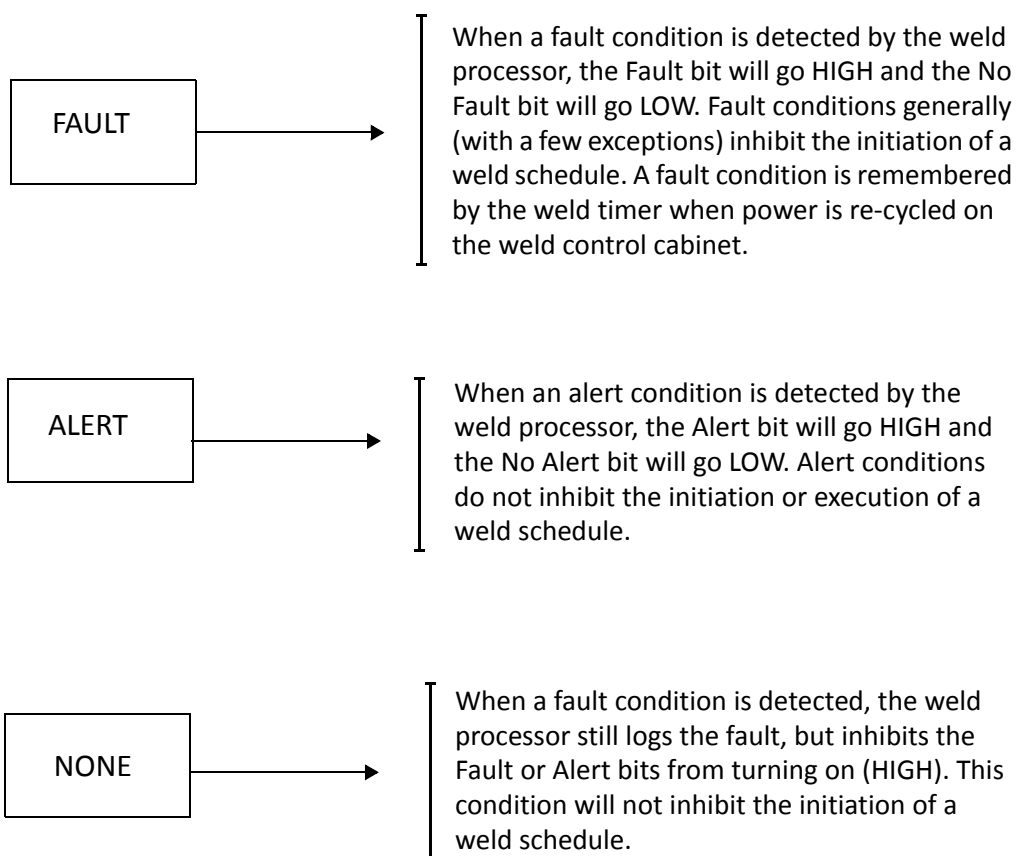 FAULT
When a fault condition is detected by the weld
processor, the Fault bit will go HIGH and the No
Fault bit will go LOW. Fault conditions generally
(with a few exceptions) inhibit the initiation of a
weld schedule. A fault condition is remembered
by the weld timer when power is re-cycled on
the weld control cabinet.
ALERT
When an alert condition is detected by the
weld processor, the Alert bit will go HIGH and
the No Alert bit will go LOW. Alert conditions
do not inhibit the initiation or execution of a
weld schedule.
NONE
When a fault condition is detected, the weld
processor still logs the fault, but inhibits the
Fault or Alert bits from turning on (HIGH). This
condition will not inhibit the initiation of a
weld schedule.